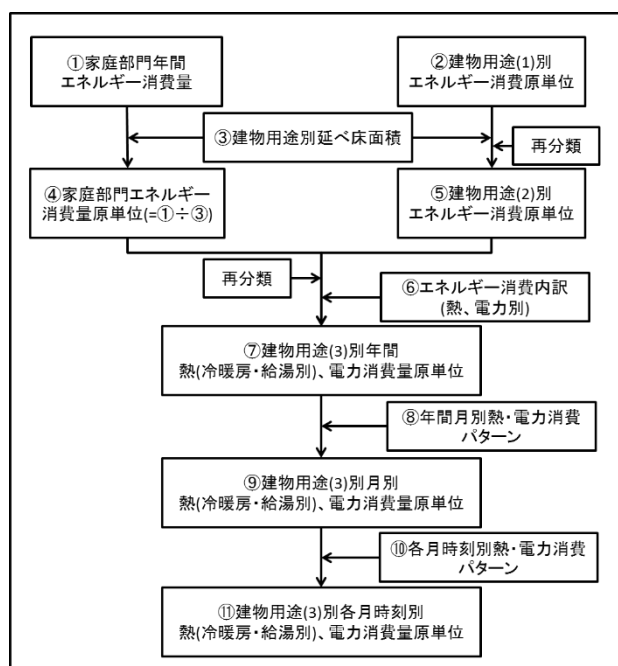 ①家庭部門年間
エネルギー消費量
②建物用途(1)別
エネルギー消費原単位
③建物用途別延べ床面積
再分類
④家庭部門エネルギー
消費量原単位(=①÷③)
⑤建物用途(2)別
エネルギー消費原単位
再分類
⑥エネルギー消費内訳
(熱、電力別)
⑦建物用途(3)別年間
熱(冷暖房・給湯別)、電力消費量原単位
⑧年間月別熱・電力消費
パターン
⑨建物用途(3)別月別
熱(冷暖房・給湯別)、電力消費量原単位
⑩各月時刻別熱・電力消費
パターン
⑪建物用途(3)別各月時刻別
熱(冷暖房・給湯別)、電力消費量原単位